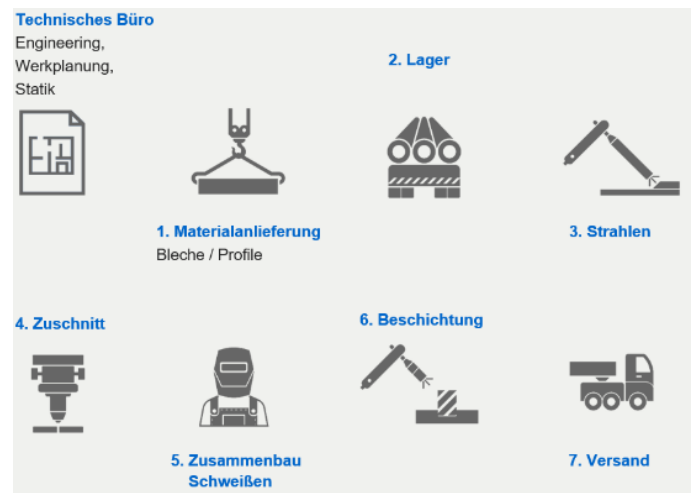 Technisches Büro
Engineering,
Werkplanung,
Statik
2. Lager
1. Materialanlieferung
Bleche / Profile
3. Strahlen
4. Zuschnitt
6. Beschichtung
5. Zusammenbau
Schweißen
7. Versand